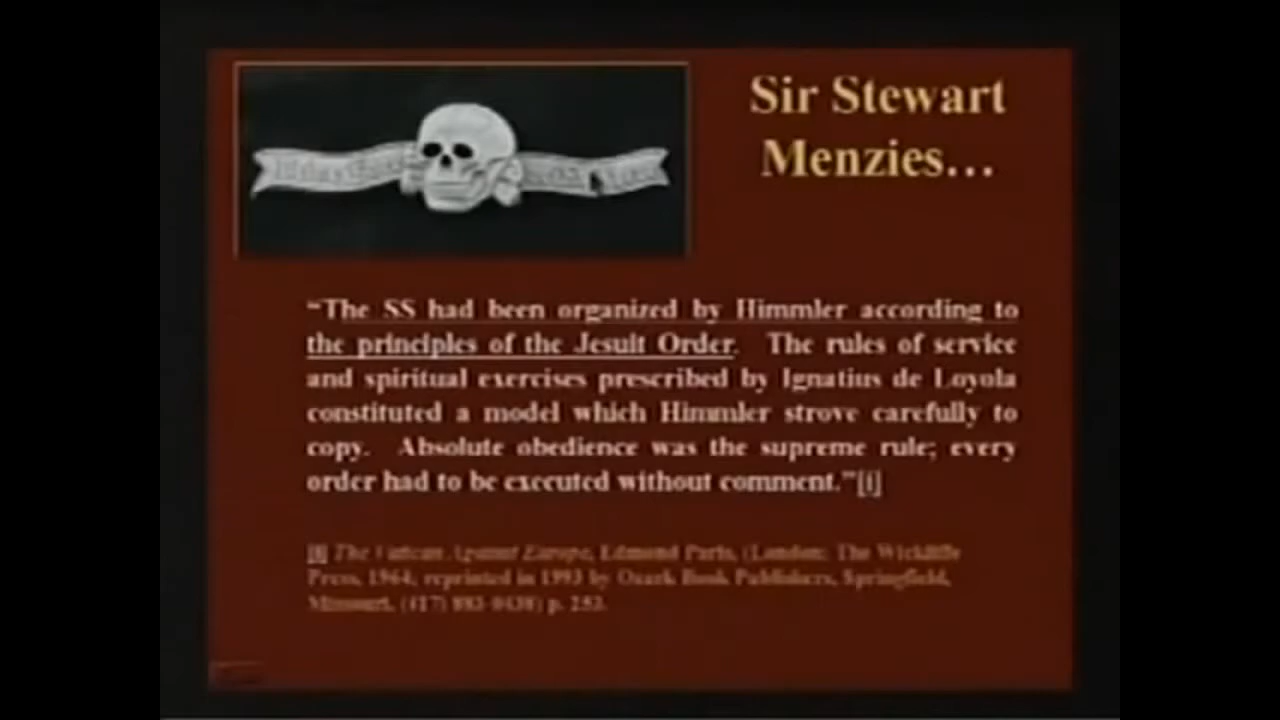 Sir Stewart
Menzies...
“The SS had been organized by Himmler according to
the principles of the Jesuit Order. The rules of service
and spiritual exercises prescribed by Ignatius de Loyola
constituted a model which Himmler strove carefully to
copy. Absolute obedience was the supreme rule; every
order had to be executed without comment.”[i]
[i] The Vatican Against Europe, Edmond Paris, (London: The Wickliffe
Press, 1964; reprinted in 1993 by Ozark Book Publishers, Springfield,
Missouri, (417) p. 253.